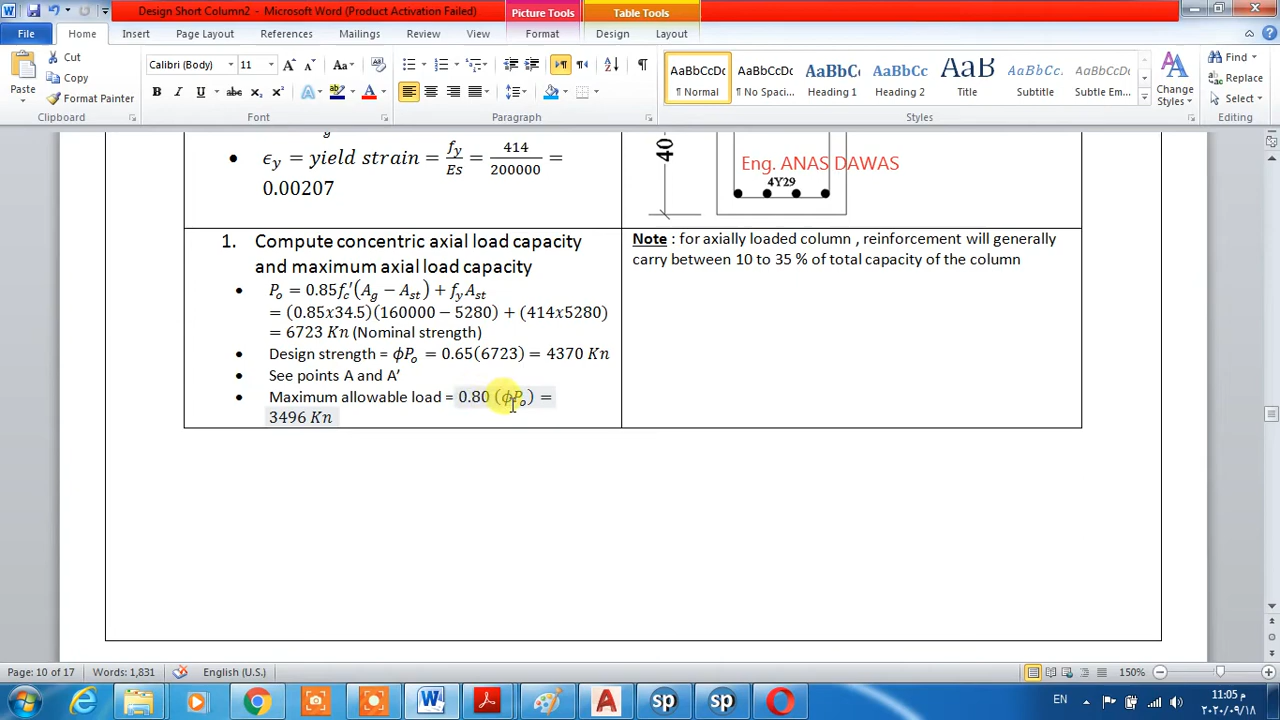 Design Short Column2 - Microsoft Word (Product Activation Failed)
Picture Tools
Table Tools
File
Home
Insert
Page Layout
References
Mailings
Review
View
Format
Design
Layout
Paste
Cut
Copy
Format Painter
Clipboard
Calibri (Body)
11
Font
Paragraph
AaBbCcDc
¶ Normal
AaBbCcDc
¶ No Spaci...
AaBbC
Heading 1
AaBbCc
Heading 2
AaB
Title
AaBbCc.
Subtitle
AaBbCcDc
Subtle Em...
Change
Styles
Styles
Find
Replace
Select
Editing
• ϵy = yield strain = fy/Es = 414/200000 =
0.00207
40
Eng. ANAS DAWAS
4Y29
1. Compute concentric axial load capacity
and maximum axial load capacity
• Po = 0.85fc′(Ag − Ast) + fyAst
= (0.85x34.5)(160000 − 5280) + (414x5280)
= 6723 Kn (Nominal strength)
• Design strength = ϕPo = 0.65(6723) = 4370 Kn
• See points A and A’
• Maximum allowable load = 0.80 (ϕPo) =
3496 Kn
Note : for axially loaded column , reinforcement will generally
carry between 10 to 35 % of total capacity of the column
Page: 10 of 17
Words: 1,831
English (U.S.)
150%
EN
11:05 م
٢٠٢٠/٠٩/١٨